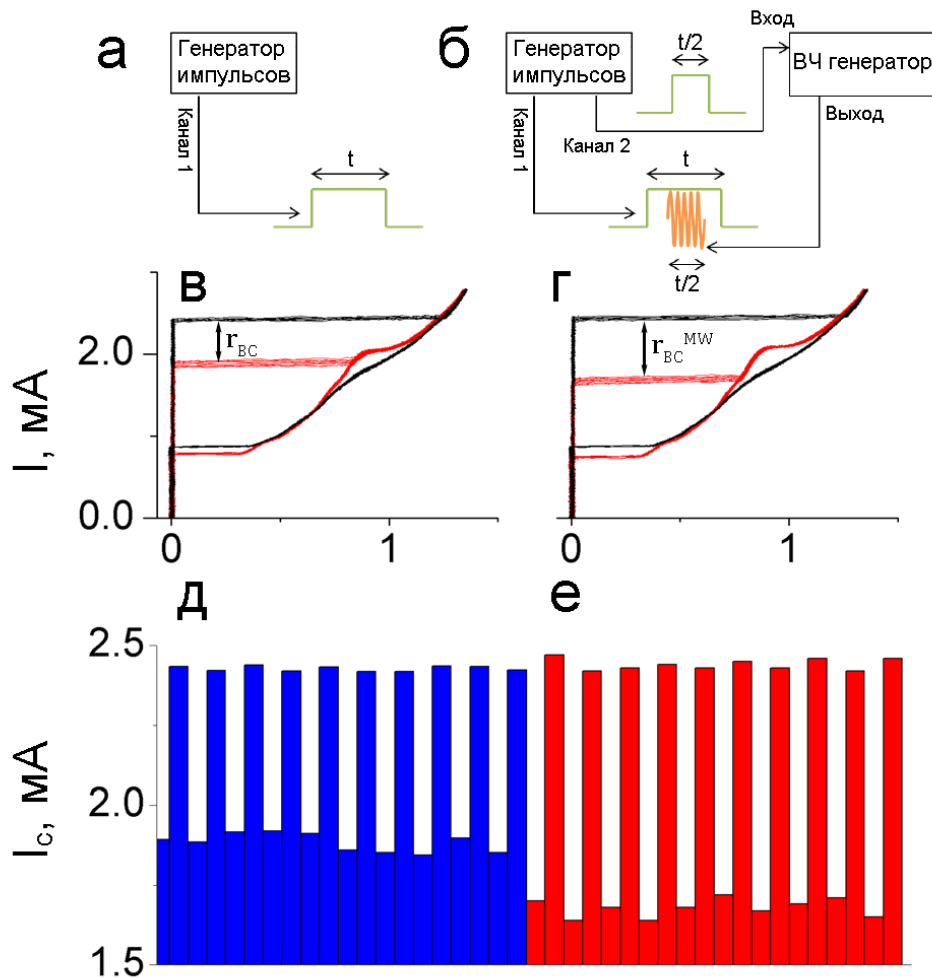 а
Генератор
импульсов
Канал 1
t
б
Генератор
импульсов
t/2
Вход
ВЧ генератор
Выход
Канал 2
Канал 1
t
t/2
в
r_BC
I, мА
2.0
0.0
0
1
г
r_BC^MW
0
1
д
е
I_C, мА
2.5
2.0
1.5